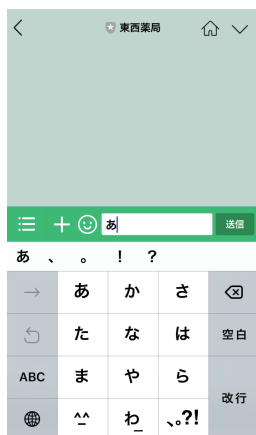 東西薬局
あ 送信
あ 、 。 ! ?
→ あ か さ
た な は 空白
ABC ま や ら
改行
^^ わ_ 、。?!